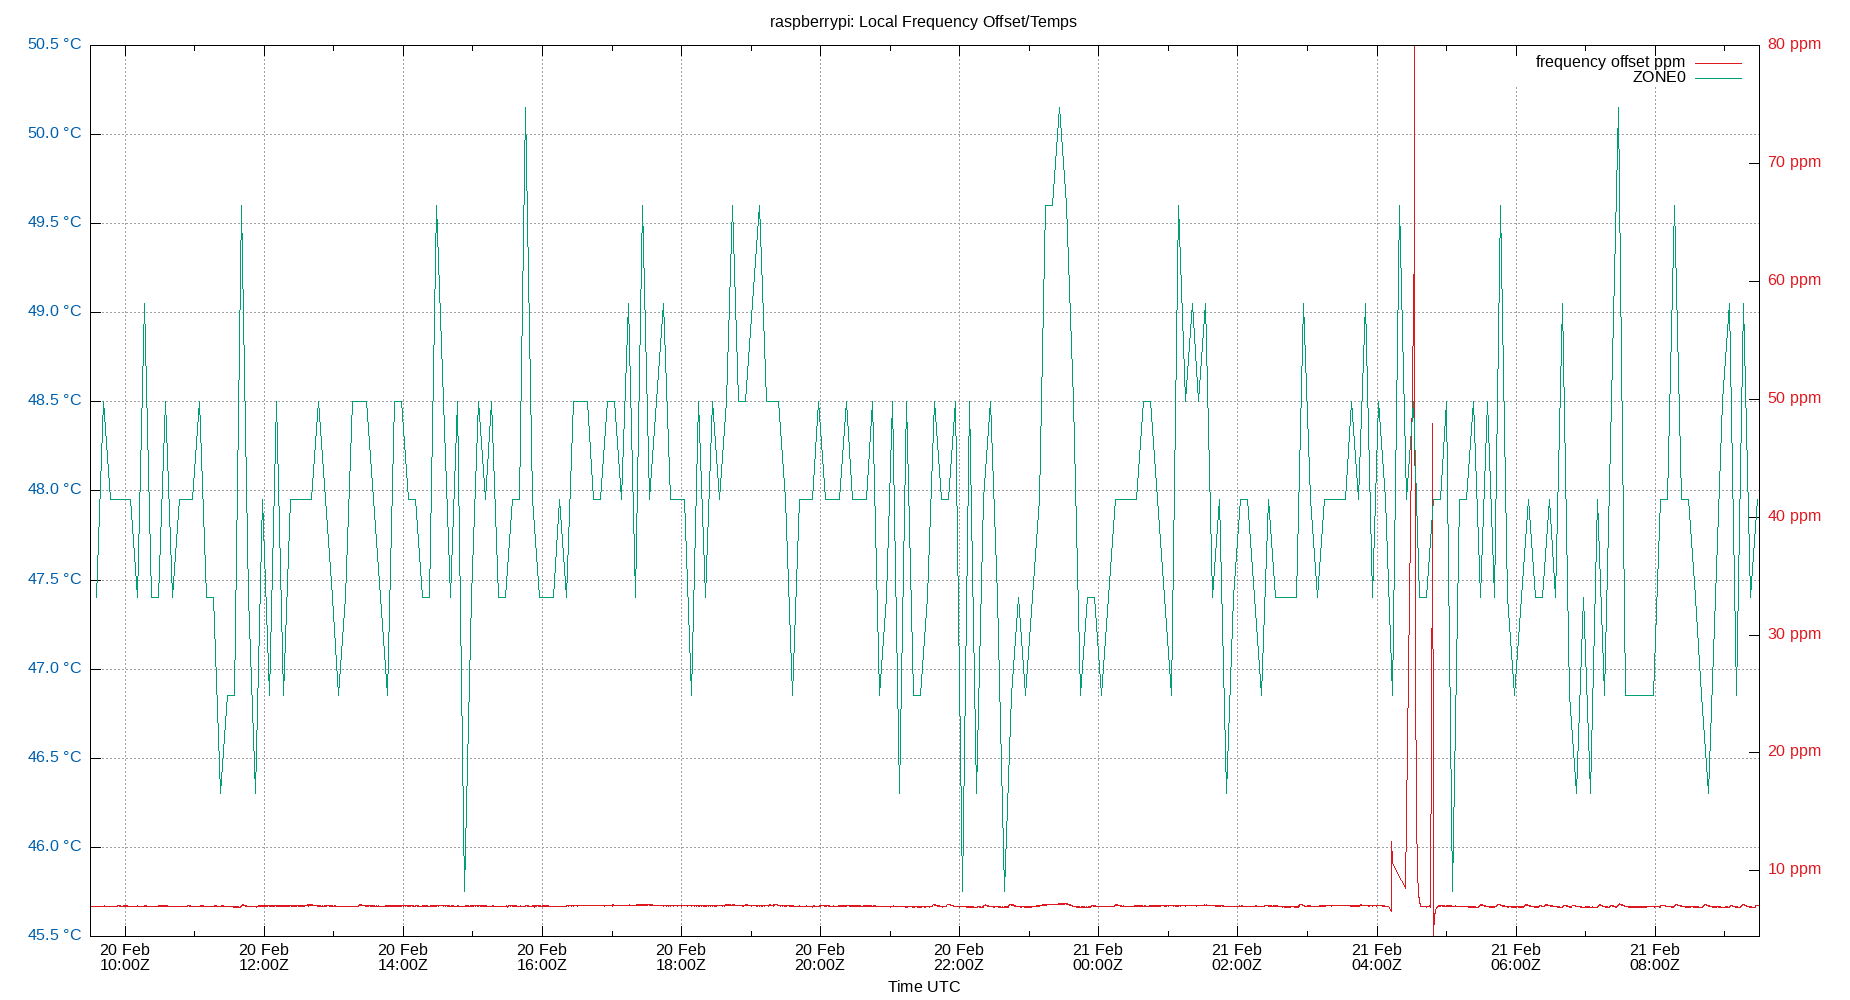 raspberrypi: Local Frequency Offset/Temps
50.5 °C
50.0 °C
49.5 °C
49.0 °C
48.5 °C
48.0 °C
47.5 °C
47.0 °C
46.5 °C
46.0 °C
45.5 °C
80 ppm
70 ppm
60 ppm
50 ppm
40 ppm
30 ppm
20 ppm
10 ppm
frequency offset ppm
ZONE0
20 Feb 20 Feb 20 Feb 20 Feb 20 Feb 20 Feb 20 Feb 21 Feb 21 Feb 21 Feb 21 Feb 21 Feb
10:00Z 12:00Z 14:00Z 16:00Z 18:00Z 20:00Z 22:00Z 00:00Z 02:00Z 04:00Z 06:00Z 08:00Z
Time UTC